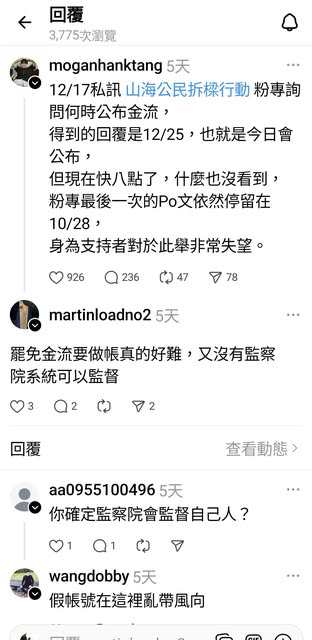 回覆
3,775次瀏覽
moganhanktang 5天
12/17私訊 山海公民拆樑行動 粉專詢
問何時公布金流，
得到的回覆是12/25，也就是今日會
公布，
但現在快八點了，什麼也沒看到，
粉專最後一次的Po文依然停留在
10/28，
身為支持者對於此舉非常失望。
926 236 47 78
martinloadno2 5天
罷免金流要做帳真的好難，又沒有監察
院系統可以監督
3 2 2
回覆 查看動態
aa0955100496 5天
你確定監察院會監督自己人？
1 1
wangdobby 5天
假帳號在這裡亂帶風向
GIF